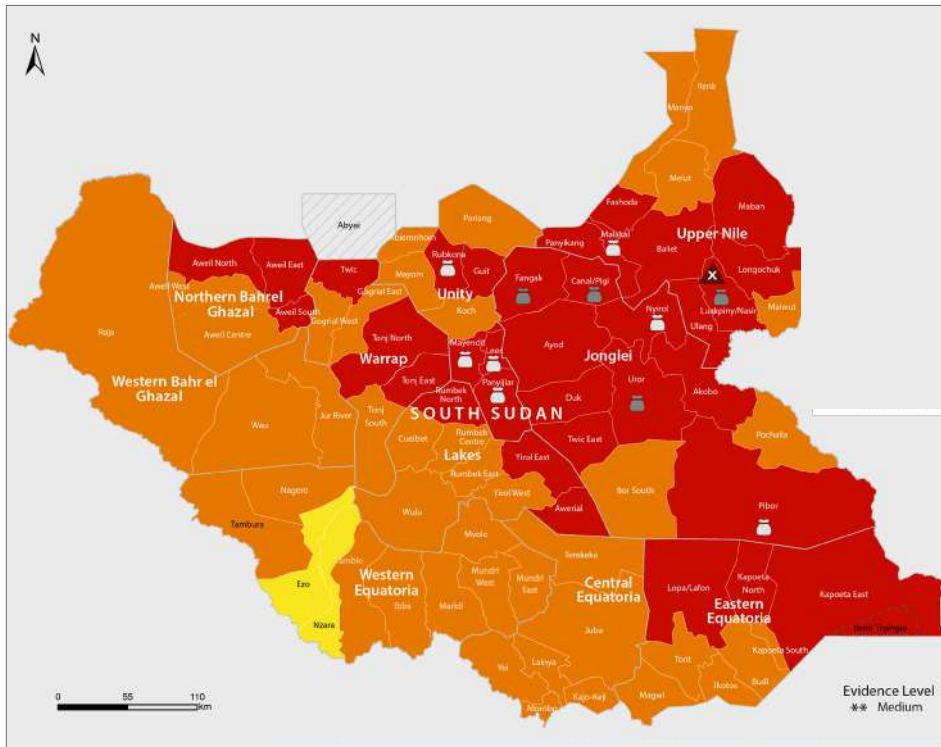 N
Renk
Manyo
Melut
Fashoda
Maban
Abyei
Pariang
Abiemnhom
Panyikang
Malakal
Baliet
Upper Nile
Aweil North
Aweil East
Twic
Rubkona
Guit
Fangak
Canal/Pigi
X
Longochuk
Aweil West
Mayom
Gogrial East
Unity
Koch
Luakpiny/Nasir
Maiwut
Northern Bahrel
Ghazal
Aweil South
Gogrial West
Nyirol
Ulang
Aweil Centre
Raja
Tonj North
Mayendit
Leer
Ayod
Jonglei
Warrap
Tonj East
Panyijiar
Uror
Akobo
Western Bahr el
Ghazal
Rumbek
North
Duk
Jur River
Tonj
South
SOUTH SUDAN
Wau
Cueibet
Rumbek
Centre
Twic East
Pochalla
Lakes
Yirol East
Rumbek East
Nagero
Yirol West
Bor South
Pibor
Tambura
Wulu
Awerial
Mvolo
Terekeka
Ezo
Western
Equatoria
Mundri
West
Mundri
East
Central
Equatoria
Lopa/Lafon
Kapoeta
North
Kapoeta East
Ibba
Maridi
Eastern
Equatoria
Nzara
Juba
Ilemi Traingle
Kapoeta South
Yei
Lainya
Torit
Budi
Ikotos
Magwi
Kajo-Keji
Morobo
0 55 110
km
Evidence Level
** Medium